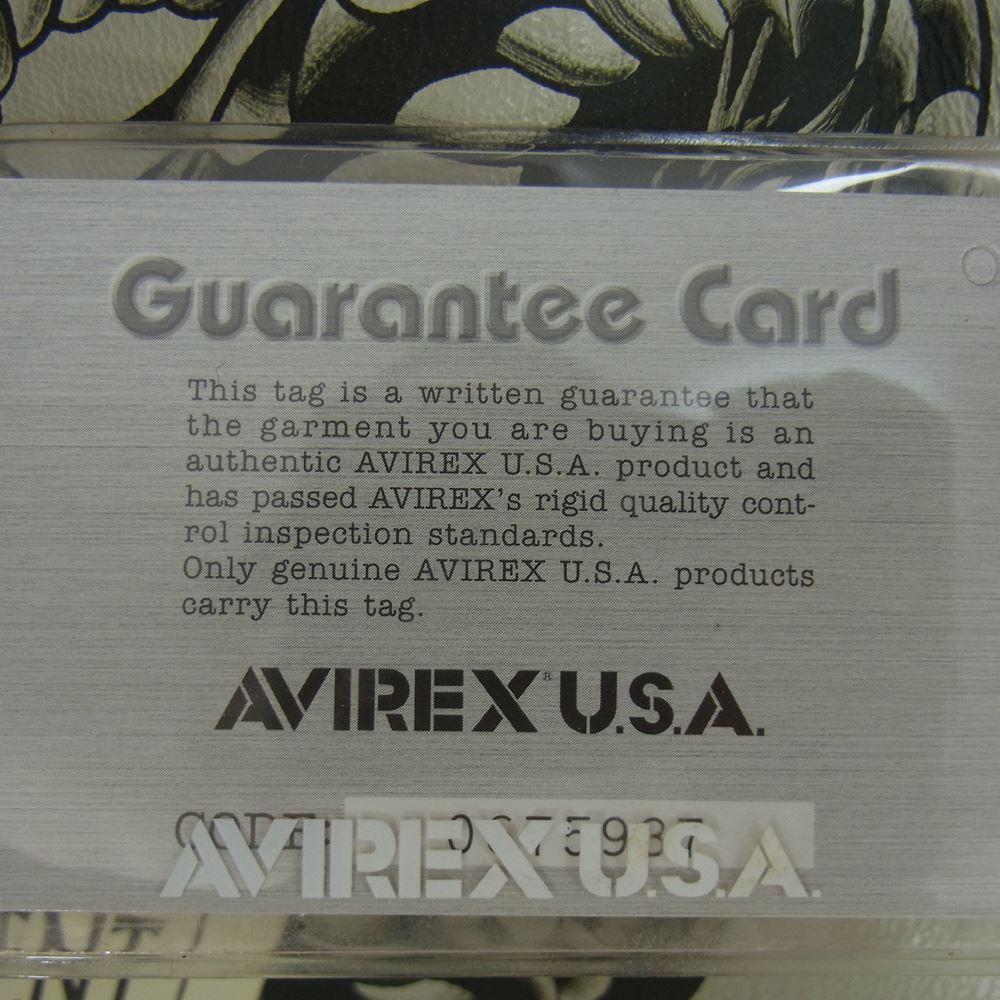 Guarantee Card
This tag is a written guarantee that
the garment you are buying is an
authentic AVIREX U.S.A. product and
has passed AVIREX's rigid quality cont-
rol inspection standards.
Only genuine AVIREX U.S.A. products
carry this tag.
AVIREX® U.S.A.
CODE:
AVIREX U.S.A.